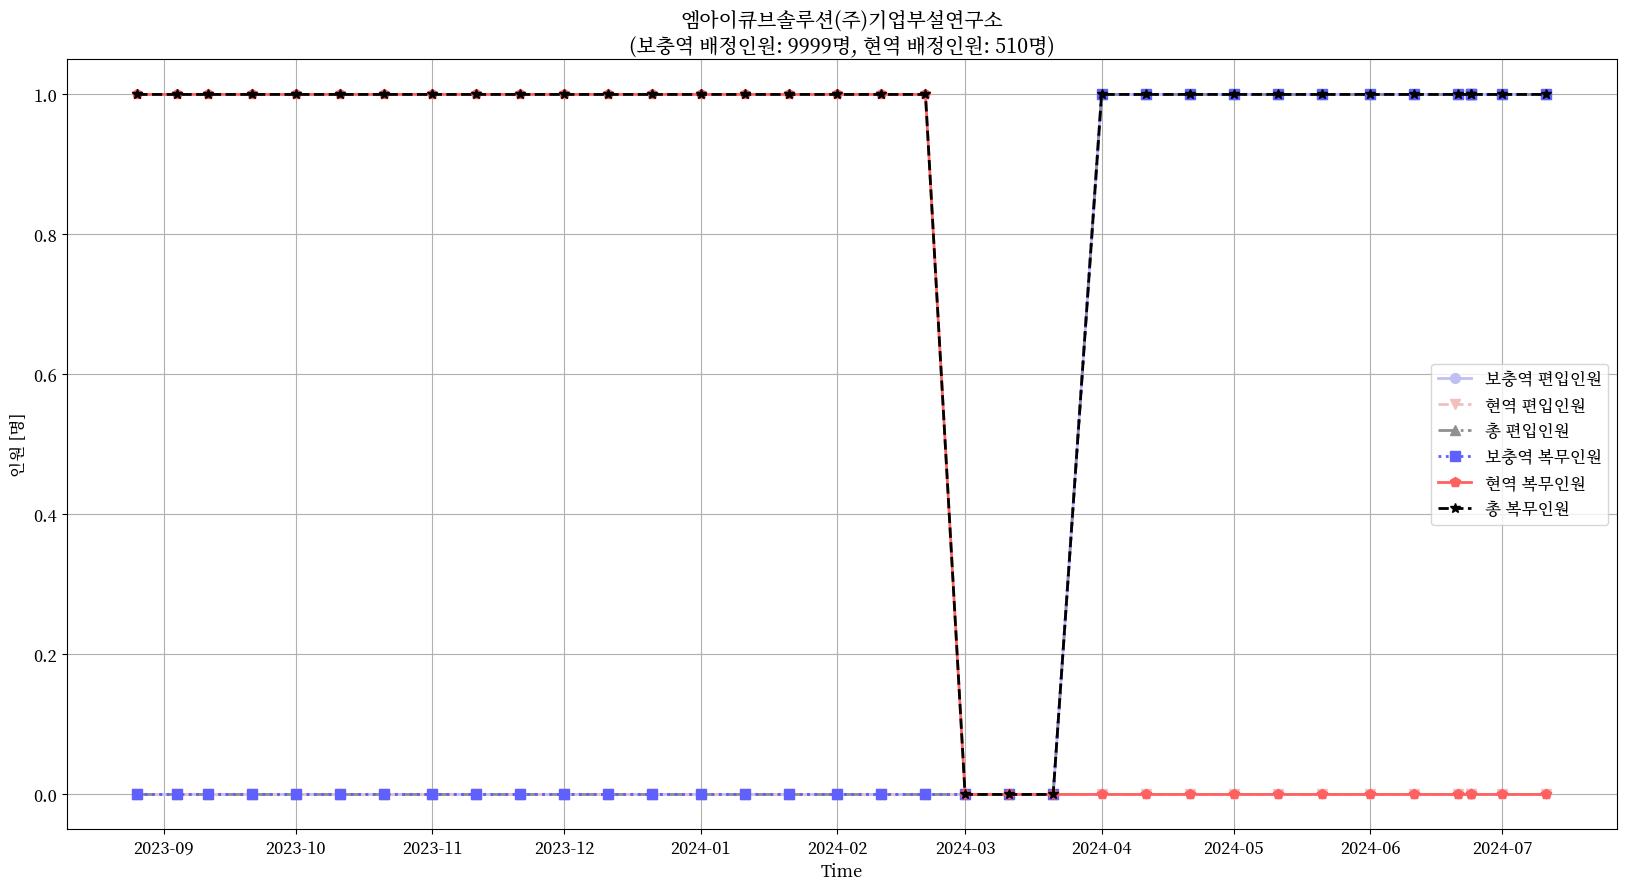 엠아이큐브솔루션(주)기업부설연구소
(보충역 배정인원: 9999명, 현역 배정인원: 510명)
1.0
0.8
0.6
0.4
0.2
0.0
인원 [명]
보충역 편입인원
현역 편입인원
총 편입인원
보충역 복무인원
현역 복무인원
총 복무인원
2023-09
2023-10
2023-11
2023-12
2024-01
2024-02
2024-03
2024-04
2024-05
2024-06
2024-07
Time